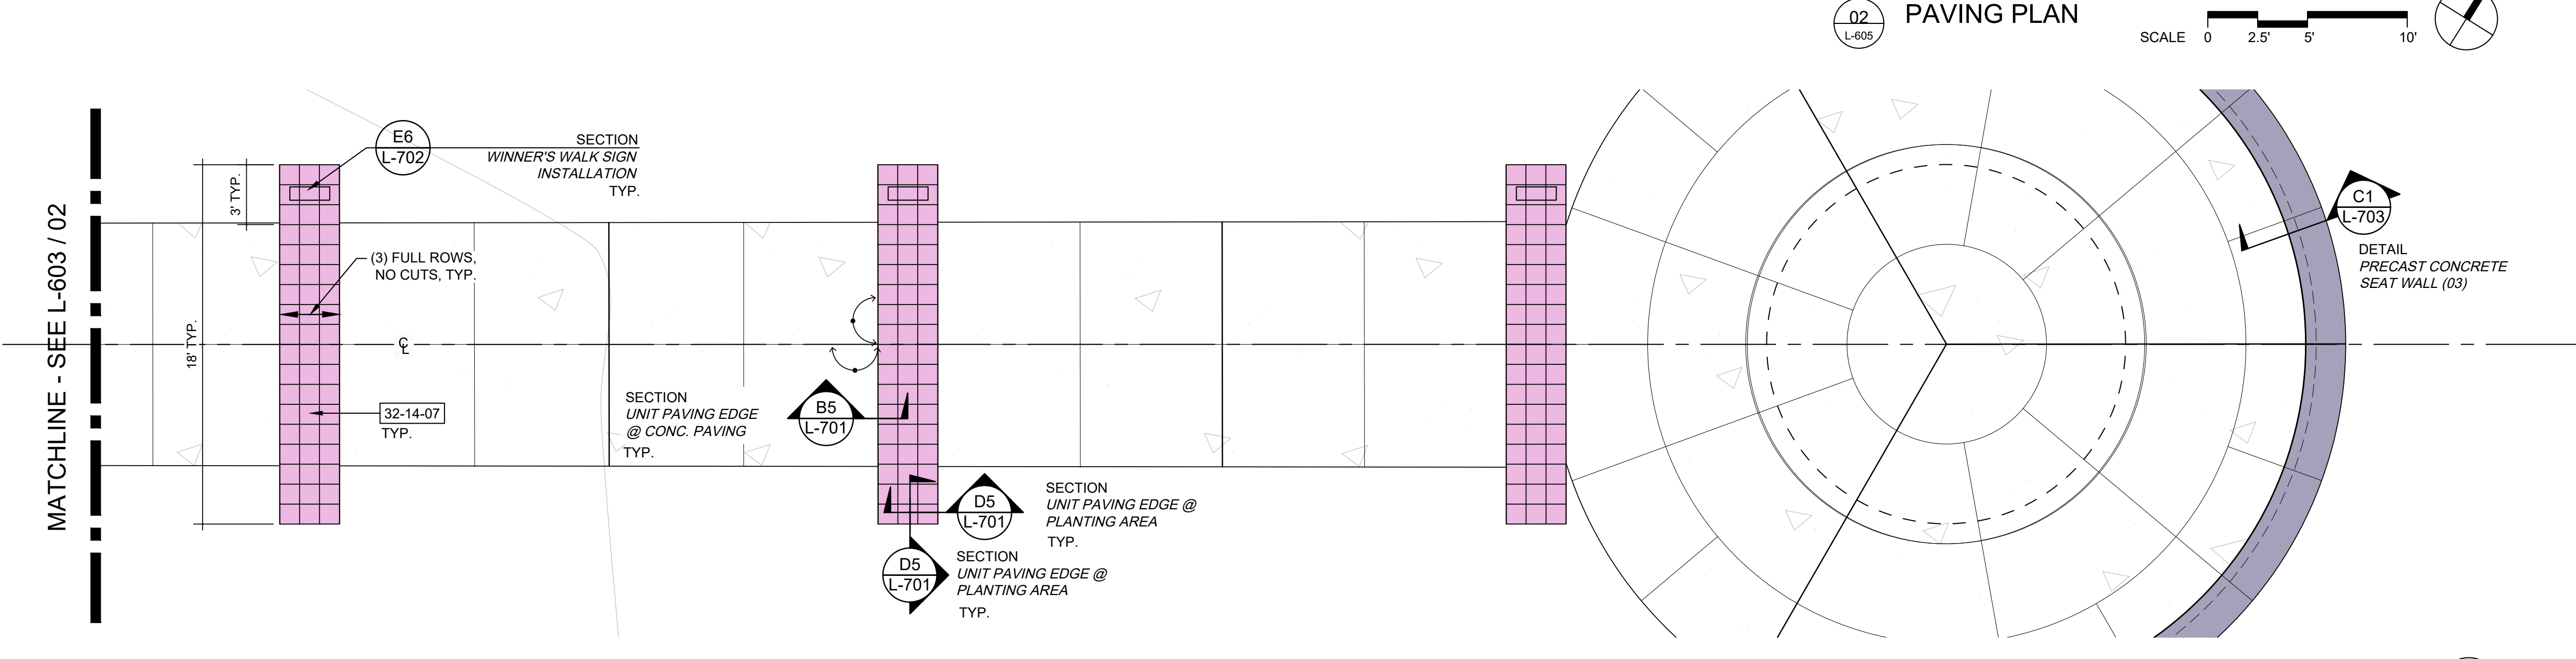 02
L-605
PAVING PLAN
SCALE 0 2.5' 5' 10'
MATCHLINE - SEE L-603 / 02
3' TYP.
18' TYP.
E6
L-702
SECTION
WINNER'S WALK SIGN
INSTALLATION
TYP.
(3) FULL ROWS,
NO CUTS, TYP.
CL
32-14-07
TYP.
SECTION
UNIT PAVING EDGE
@ CONC. PAVING
TYP.
B5
L-701
D5
L-701
SECTION
UNIT PAVING EDGE @
PLANTING AREA
TYP.
D5
L-701
SECTION
UNIT PAVING EDGE @
PLANTING AREA
TYP.
C1
L-703
DETAIL
PRECAST CONCRETE
SEAT WALL (03)